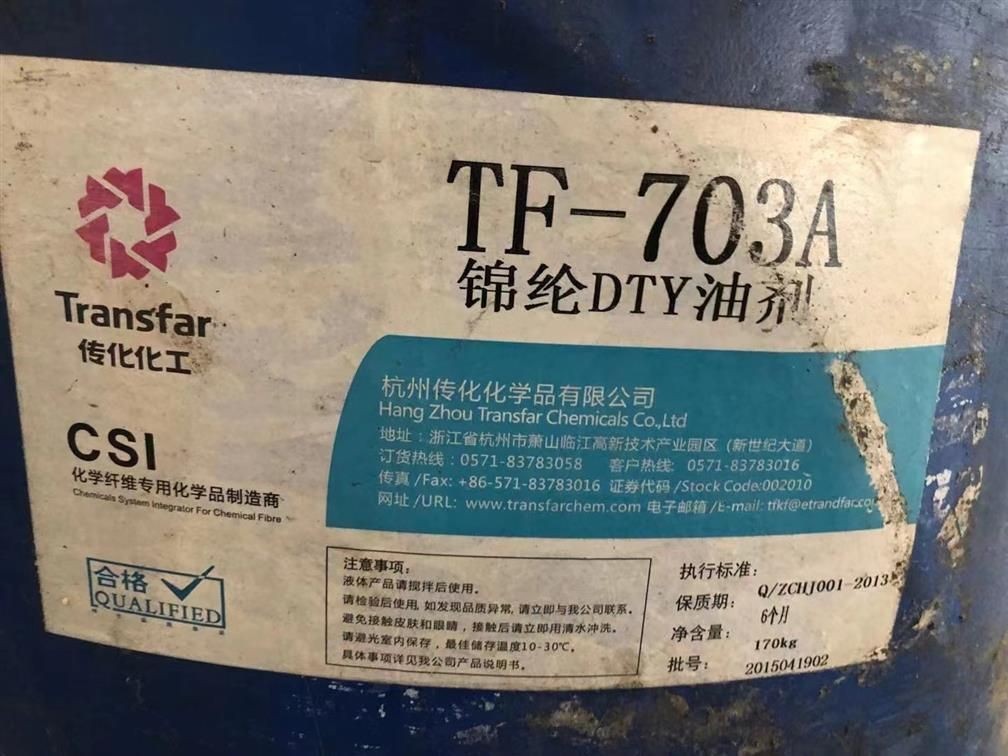 TF-703A
锦纶DTY油剂
Transfar
传化化工
CSI
化学纤维专用化学品制造商
Chemicals System Integrator For Chemical Fibre
合格
QUALIFIED
杭州传化化学品有限公司
Hang Zhou Transfar Chemicals Co.,Ltd
地址：浙江省杭州市萧山临江高新技术产业园区（新世纪大道）
订货热线：0571-83783058 客户热线: 0571-83783016
传真 /Fax: +86-571-83783016 证券代码 /Stock Code:002010
网址 /URL: www.transfarchem.com 电子邮箱 /E-mail: tfkf@etrandfar.com
注意事项：
液体产品请搅拌后使用。
请检验后使用, 如发现品质异常, 请立即与我公司联系。
避免接触皮肤和眼睛，接触后请立即用清水冲洗。
请避光室内保存，最佳储存温度10-30℃。
具体事项详见我公司产品说明书。
执行标准: Q/ZCHJ001-2013
保质期: 6个月
净含量: 170kg
批号: 2015041902